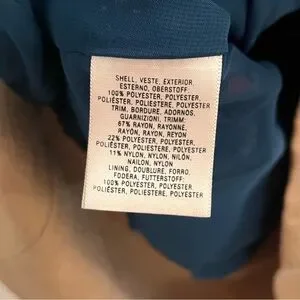 SHELL, VESTE, EXTERIOR
ESTERNO, OBERSTOFF
100% POLYESTER, POLYESTER,
POLIÉSTER, POLIESTERE, POLYESTER
TRIM, BORDURE, ADORNOS,
GUARNIZIONI, TRIMM:
67% RAYON, RAYONNE,
RAYÓN, RAYON, REYON
22% POLYESTER, POLYESTER,
POLIÉSTER, POLIESTERE, POLYESTER
11% NYLON, NYLON, NILÓN,
NAILON, NYLON
LINING, DOUBLURE, FORRO,
FODERA, FUTTERSTOFF:
100% POLYESTER, POLYESTER,
POLIÉSTER, POLIESTERE, POLYESTER